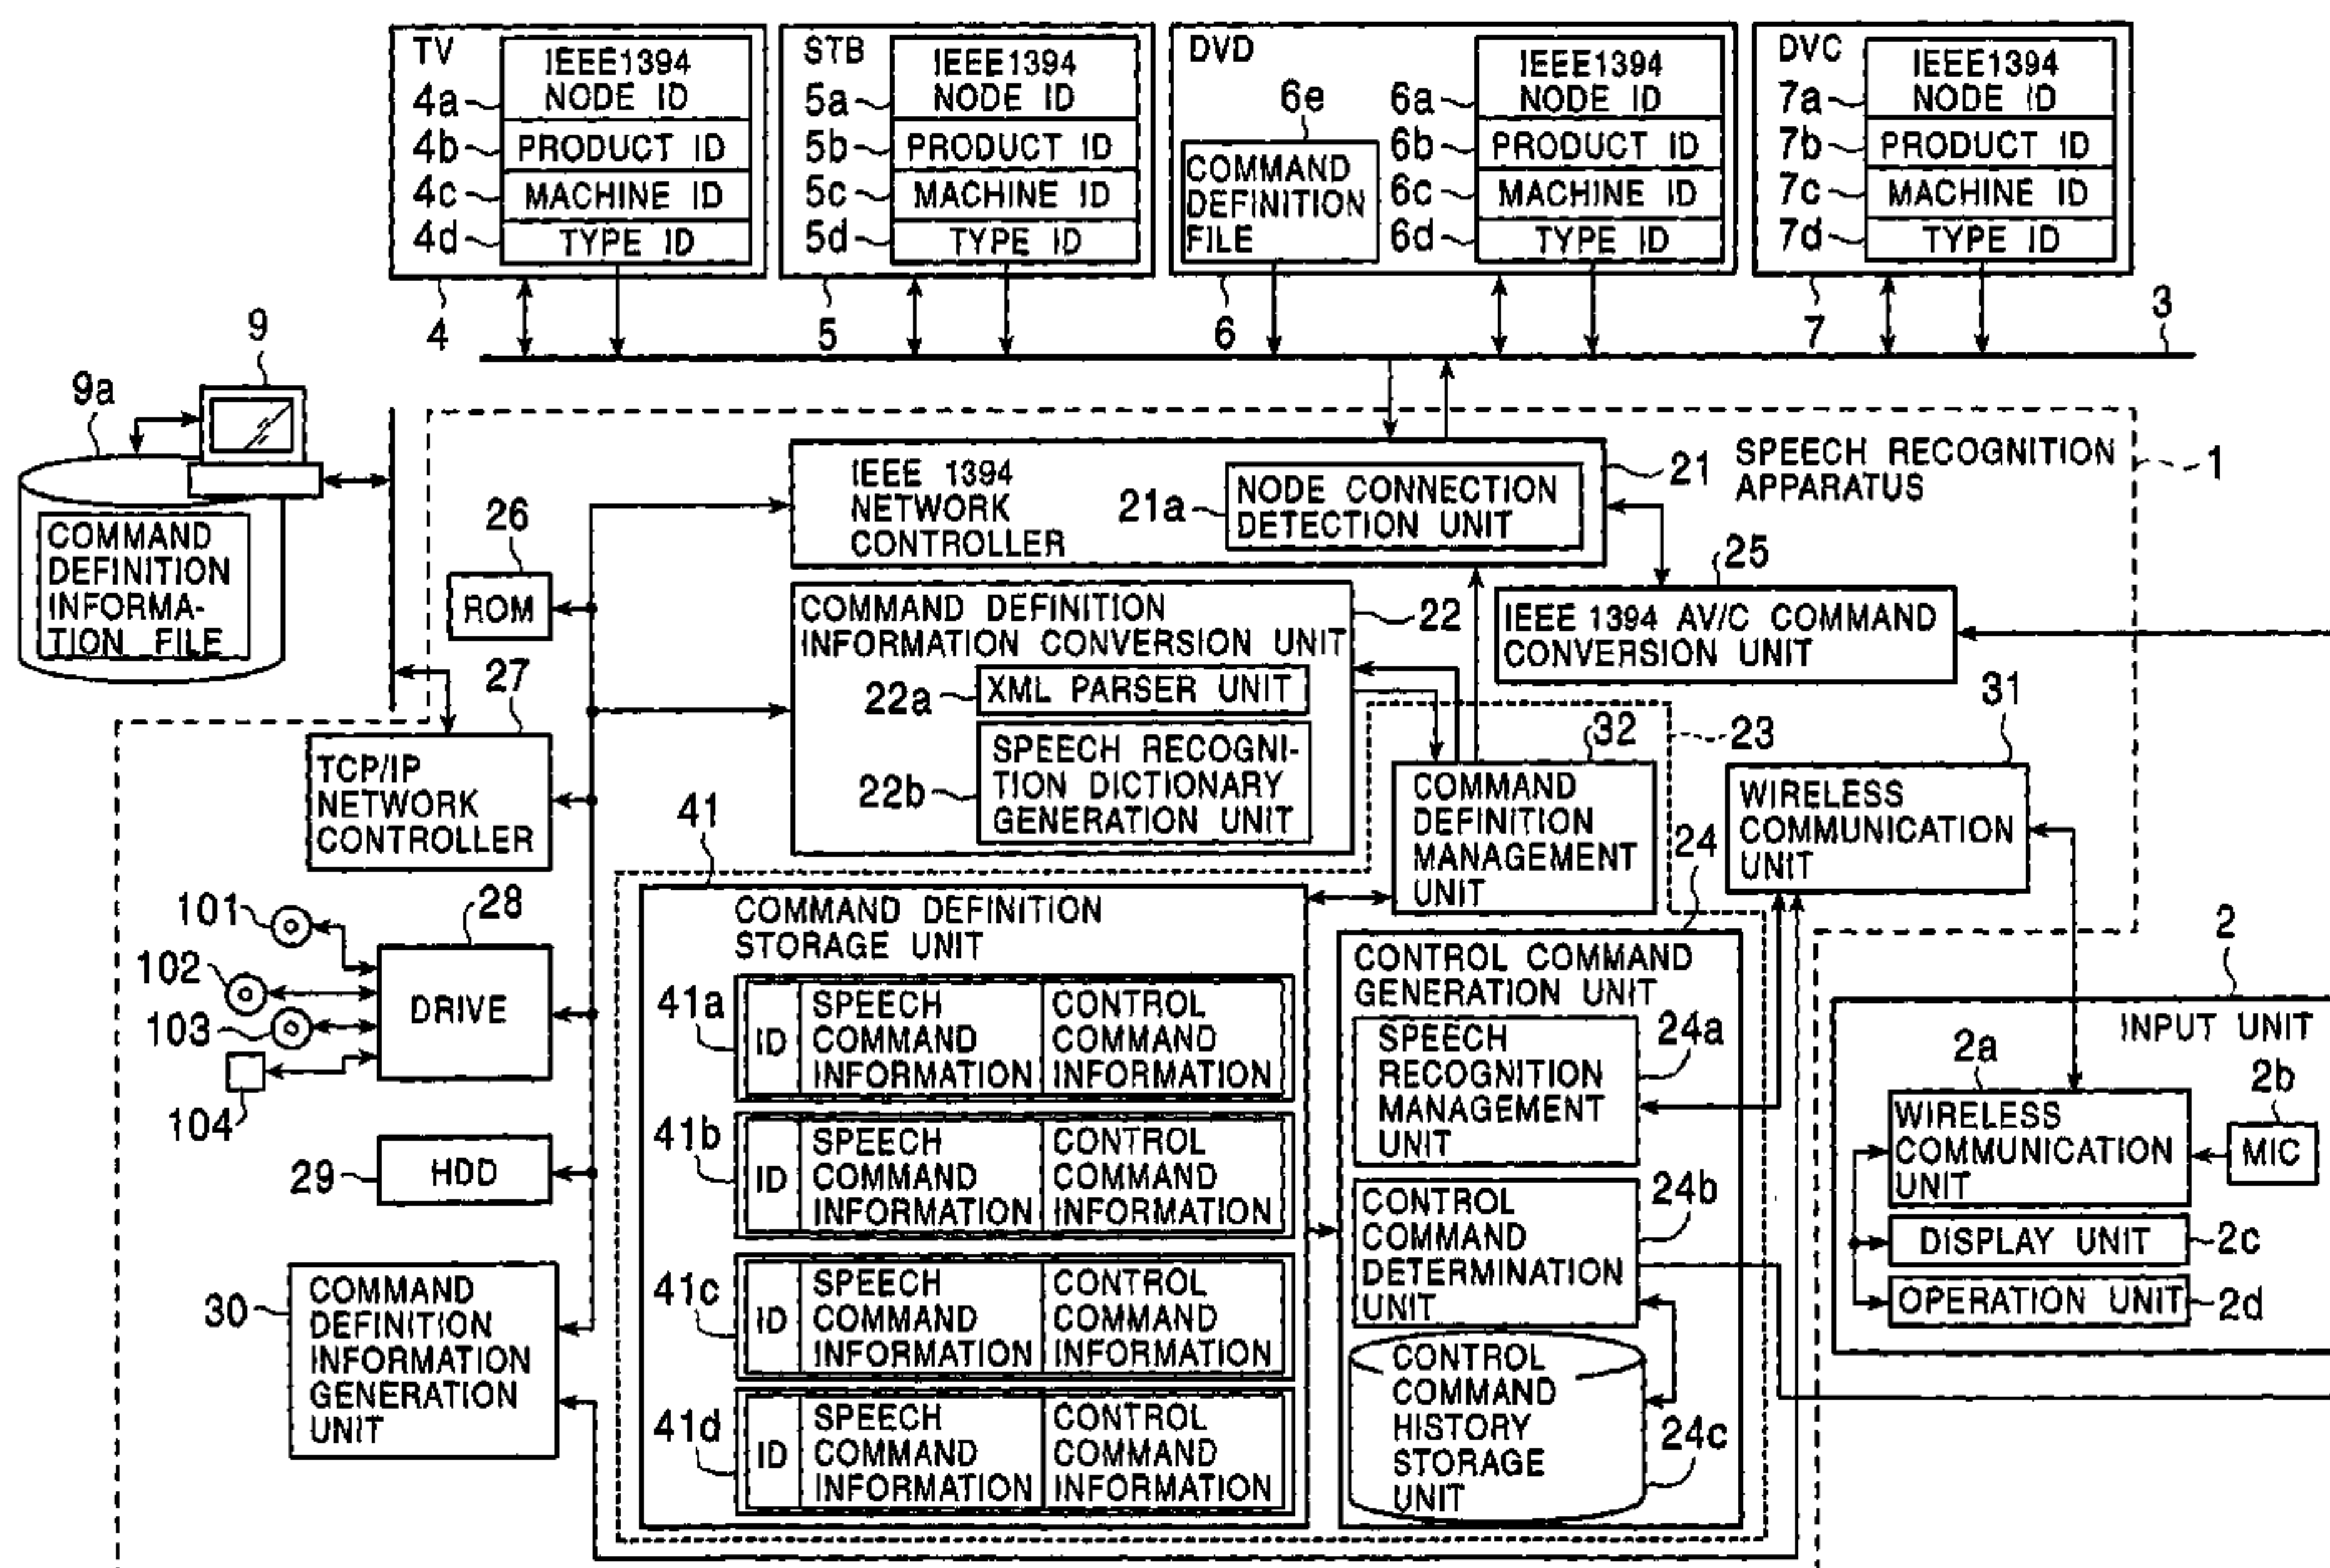 TV
IEEE1394
NODE ID
4a
PRODUCT ID
4b
MACHINE ID
4c
TYPE ID
4d
4
STB
IEEE1394
NODE ID
5a
PRODUCT ID
5b
MACHINE ID
5c
TYPE ID
5d
5
DVD
6e
COMMAND
DEFINITION
FILE
IEEE1394
NODE ID
6a
PRODUCT ID
6b
MACHINE ID
6c
TYPE ID
6d
6
DVC
IEEE1394
NODE ID
7a
PRODUCT ID
7b
MACHINE ID
7c
TYPE ID
7d
7
3
9
9a
COMMAND
DEFINITION
INFORMA-
TION FILE
IEEE 1394
NETWORK
CONTROLLER
21a
NODE CONNECTION
DETECTION UNIT
21
SPEECH RECOGNITION
APPARATUS
1
26
ROM
25
IEEE 1394 AV/C COMMAND
CONVERSION UNIT
COMMAND DEFINITION
INFORMATION CONVERSION UNIT
22
22a
XML PARSER UNIT
22b
SPEECH RECOGNI-
TION DICTIONARY
GENERATION UNIT
27
TCP/IP
NETWORK
CONTROLLER
32
23
COMMAND
DEFINITION
MANAGEMENT
UNIT
31
WIRELESS
COMMUNICATION
UNIT
101
102
103
104
28
DRIVE
29
HDD
30
COMMAND
DEFINITION
INFORMATION
GENERATION
UNIT
41
COMMAND DEFINITION
STORAGE UNIT
41a
ID
SPEECH
COMMAND
INFORMATION
CONTROL
COMMAND
INFORMATION
41b
ID
SPEECH
COMMAND
INFORMATION
CONTROL
COMMAND
INFORMATION
41c
ID
SPEECH
COMMAND
INFORMATION
CONTROL
COMMAND
INFORMATION
41d
ID
SPEECH
COMMAND
INFORMATION
CONTROL
COMMAND
INFORMATION
24
CONTROL COMMAND
GENERATION UNIT
SPEECH
RECOGNITION
MANAGEMENT
UNIT
24a
CONTROL
COMMAND
DETERMINATION
UNIT
24b
CONTROL
COMMAND
HISTORY
STORAGE
UNIT
24c
2
INPUT UNIT
2a
WIRELESS
COMMUNICATION
UNIT
2b
MIC
DISPLAY UNIT
2c
OPERATION UNIT
2d